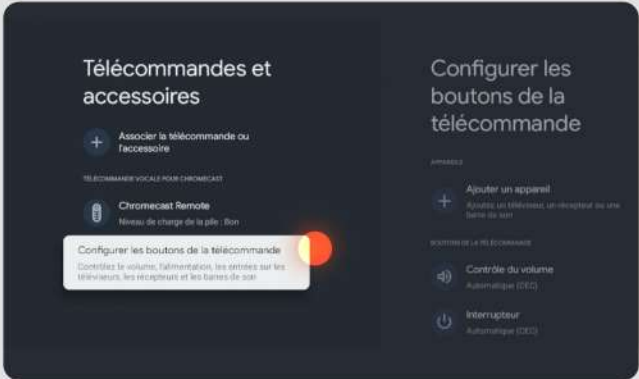 Télécommandes et
accessoires
Associer la télécommande ou
l'accessoire
TÉLÉCOMMANDE VOCALE POUR CHROMECAST
Chromecast Remote
Niveau de charge de la pile : Bon
Configurer les boutons de la télécommande
Contrôlez le volume, l'alimentation, les entrées sur les
téléviseurs, les récepteurs et les barres de son
Configurer les
boutons de la
télécommande
APPAREILS
Ajouter un appareil
Ajoutez un téléviseur, un récepteur ou une
barre de son
BOUTONS DE LA TÉLÉCOMMANDE
Contrôle du volume
Automatique (CEC)
Interrupteur
Automatique (CEC)